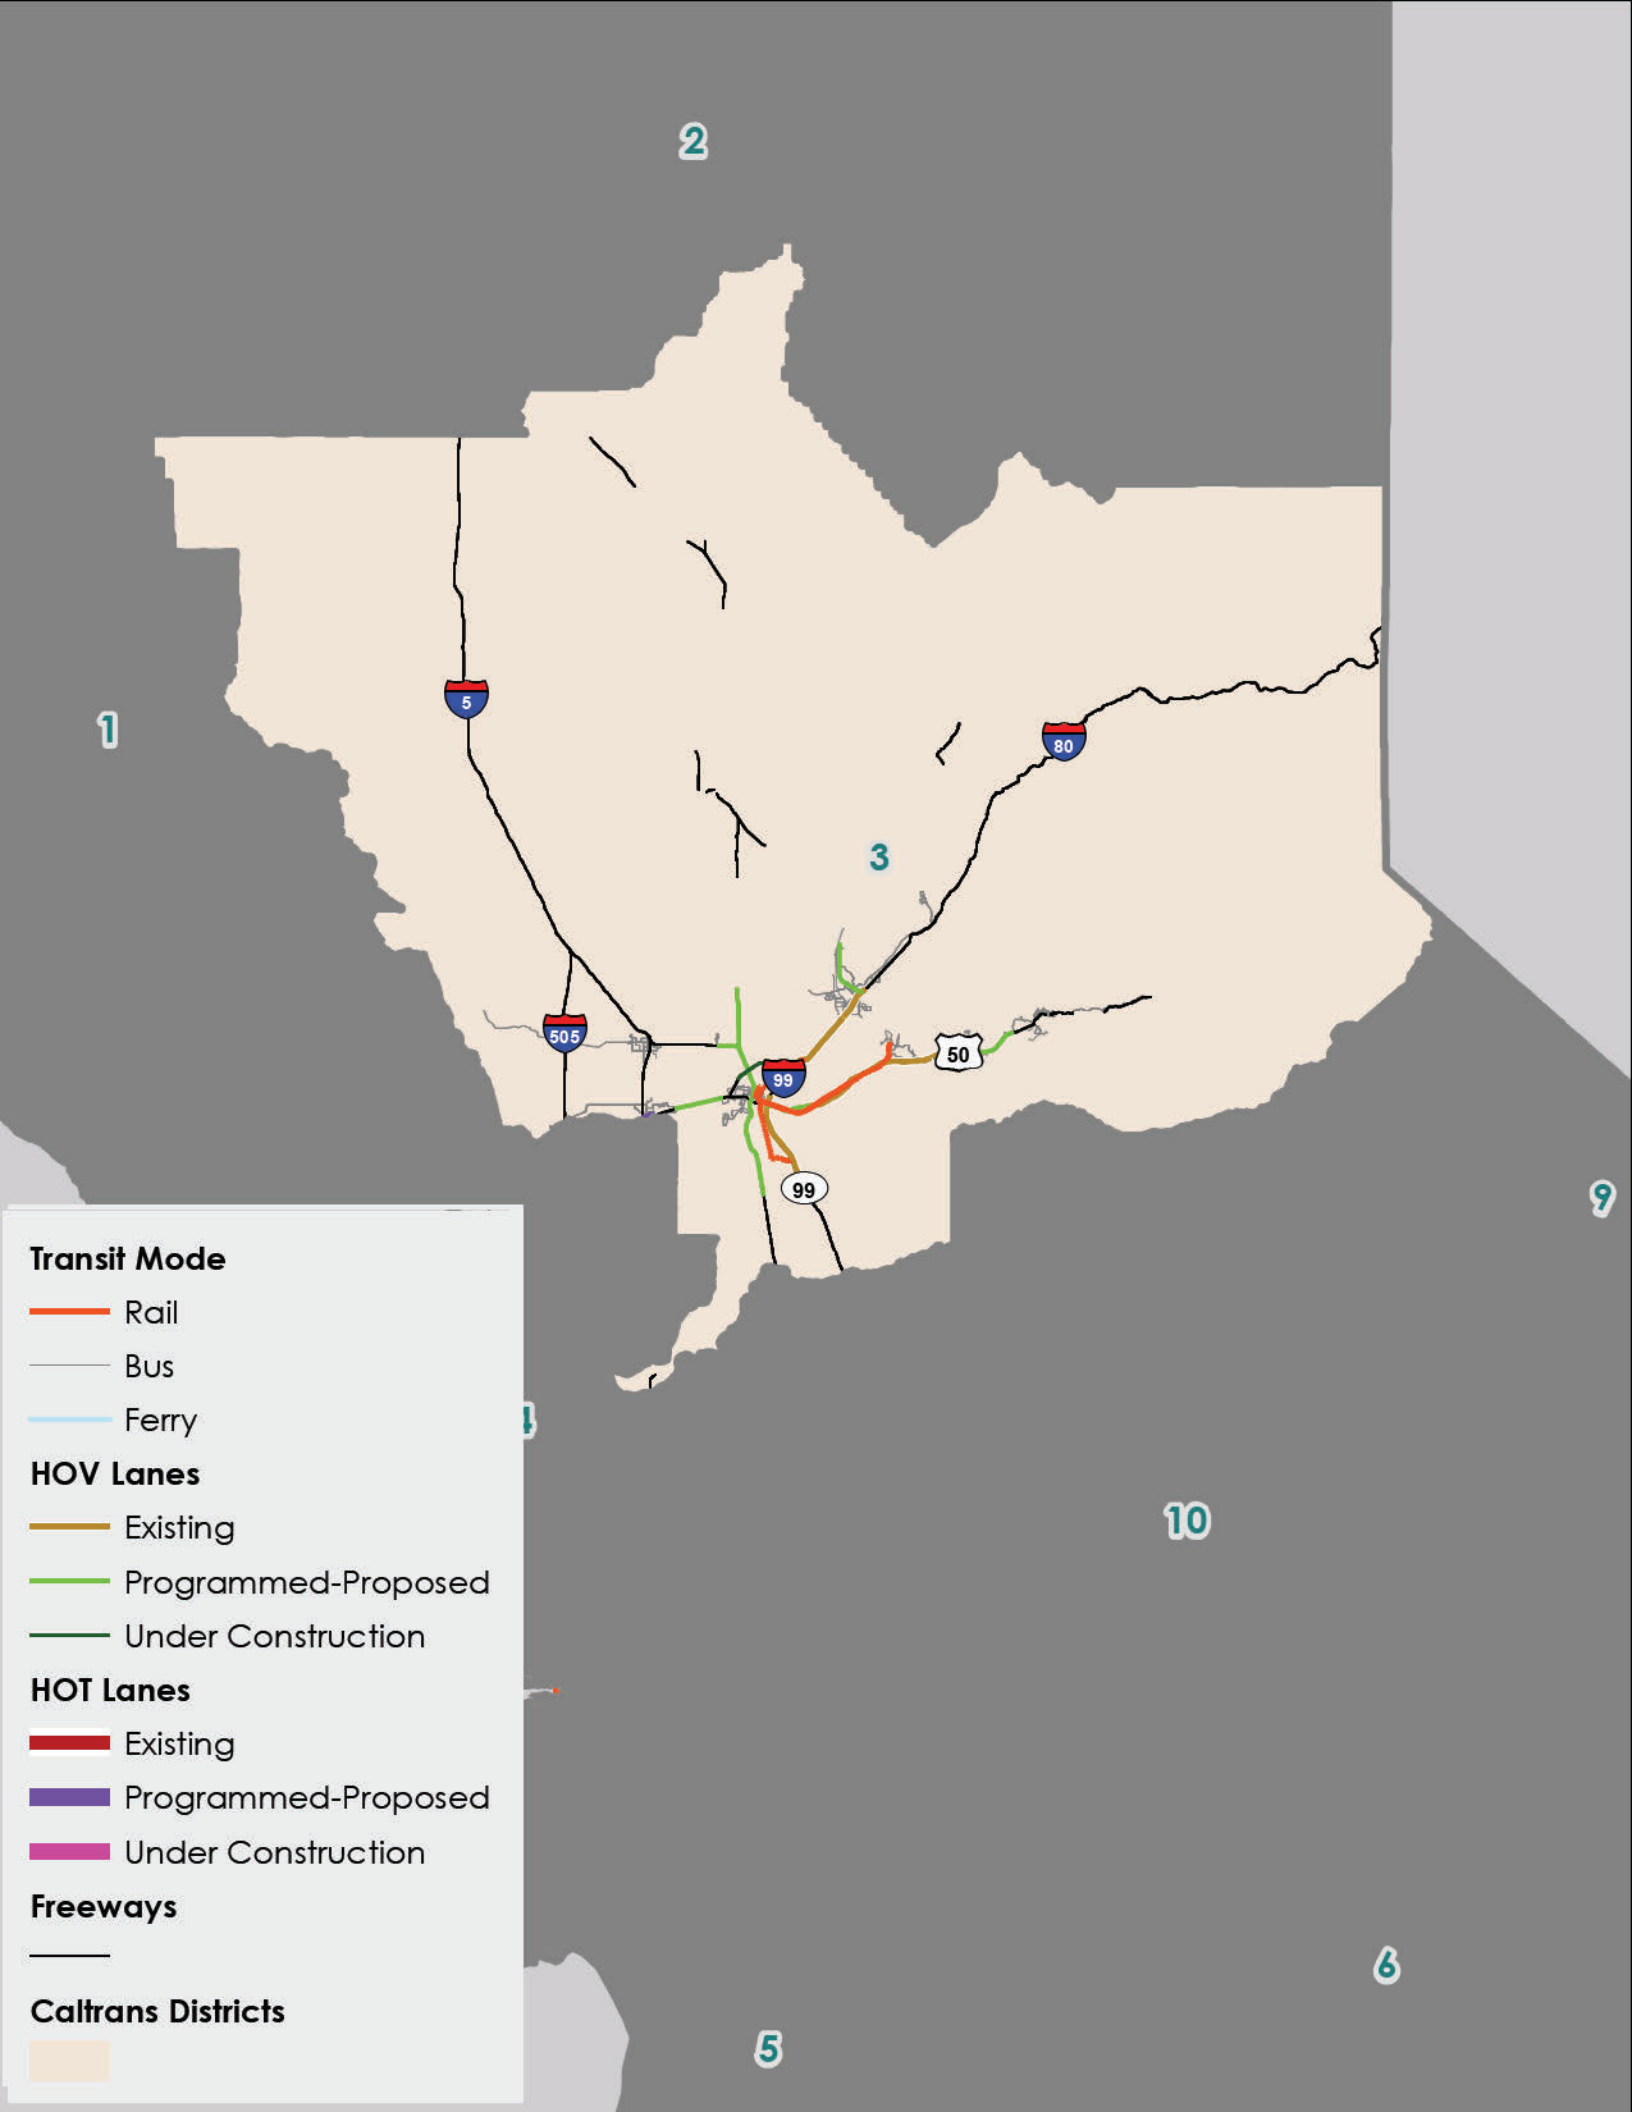 2
5
1
80
3
505
50
99
99
9
Transit Mode
Rail
Bus
Ferry
4
HOV Lanes
Existing
10
Programmed-Proposed
Under Construction
HOT Lanes
Existing
Programmed-Proposed
Under Construction
Freeways
6
Caltrans Districts
5